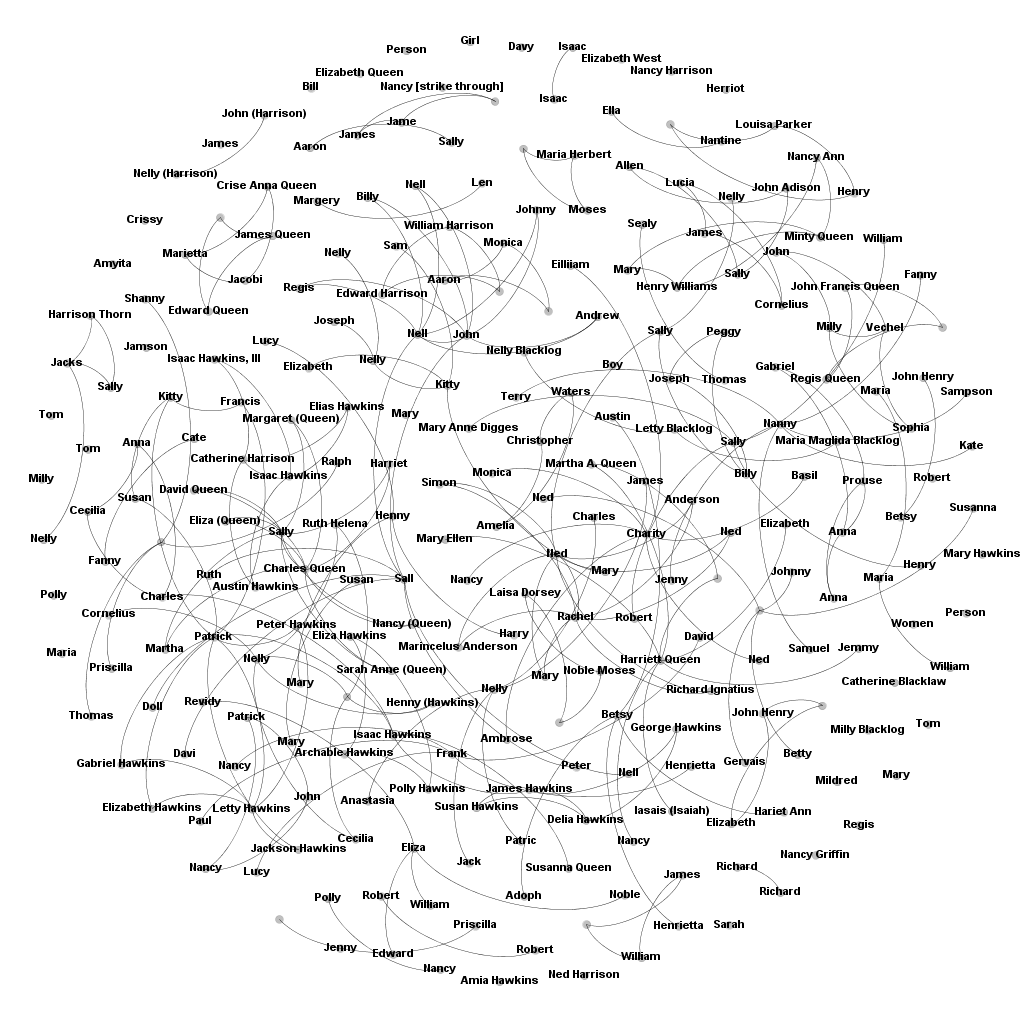 Girl
Person
Davy
Isaac
Elizabeth West
Nancy Harrison
Elizabeth Queen
Bill
Nancy [strike through]
Herriot
Isaac
John (Harrison)
Ella
Jame
Louisa Parker
James
James
Aaron
Sally
Nantine
Maria Herbert
Nancy Ann
Allen
Nelly (Harrison)
Crise Anna Queen
Nell
Len
Lucia
John Adison
Henry
Margery
Billy
Nelly
Johnny
Moses
Crissy
William Harrison
Sealy
James Queen
James
Minty Queen
William
Sam
Monica
Marietta
Nelly
John
Amyita
Eilliiam
Mary
Sally
Fanny
Jacobi
Aaron
Regis
Edward Harrison
Henry Williams
John Francis Queen
Shanny
Cornelius
Harrison Thorn
Edward Queen
Joseph
Andrew
Nell
John
Sally
Peggy
Milly
Vechel
Jamson
Lucy
Nelly Blacklog
Jacks
Isaac Hawkins, III
Elizabeth
Nelly
Boy
Gabriel
Sally
Kitty
Joseph
Thomas
Regis Queen
John Henry
Kitty
Francis
Elias Hawkins
Terry
Waters
Maria
Sampson
Tom
Margaret (Queen)
Mary
Austin
Mary Anne Digges
Letty Blacklog
Nanny
Sophia
Tom
Anna
Cate
Christopher
Sally
Maria Maglida Blacklog
Kate
Milly
Catherine Harrison
Isaac Hawkins
Ralph
Harriet
Monica
Martha A. Queen
James
Billy
Basil
Prouse
Robert
Cecilia
Susan
David Queen
Simon
Ned
Anderson
Susanna
Nelly
Eliza (Queen)
Sally
Ruth Helena
Henny
Amelia
Charles
Charity
Ned
Elizabeth
Anna
Betsy
Mary Ellen
Fanny
Ned
Mary Hawkins
Polly
Ruth
Charles Queen
Susan
Sall
Nancy
Mary
Jenny
Johnny
Maria
Henry
Austin Hawkins
Charles
Laisa Dorsey
Anna
Cornelius
Peter Hawkins
Eliza Hawkins
Nancy (Queen)
Rachel
Robert
Women
Person
Maria
Martha
Patrick
Harry
Marincelus Anderson
David
Samuel
Jemmy
Priscilla
Nelly
Sarah Anne (Queen)
Mary
Noble Moses
Harriett Queen
Ned
William
Mary
Catherine Blacklaw
Thomas
Doll
Revidy
Patrick
Henny (Hawkins)
Nelly
Richard Ignatius
Betsy
John Henry
Milly Blacklog
Tom
Davi
Mary
Isaac Hawkins
Ambrose
George Hawkins
Gabriel Hawkins
Nancy
Archable Hawkins
Frank
Peter
Nell
Henrietta
Gervais
Betty
Mildred
Mary
Elizabeth Hawkins
Letty Hawkins
John
Anastasia
Polly Hawkins
James Hawkins
Paul
Susan Hawkins
Delia Hawkins
Iasais (Isaiah)
Elizabeth
Hariet Ann
Regis
Cecilia
Jackson Hawkins
Eliza
Patric
Nancy
Nancy Griffin
Nancy
Lucy
Jack
Susanna Queen
James
Richard
Richard
Polly
Robert
William
Adoph
Noble
Priscilla
Henrietta
Sarah
Jenny
Edward
Robert
William
Nancy
Amia Hawkins
Ned Harrison